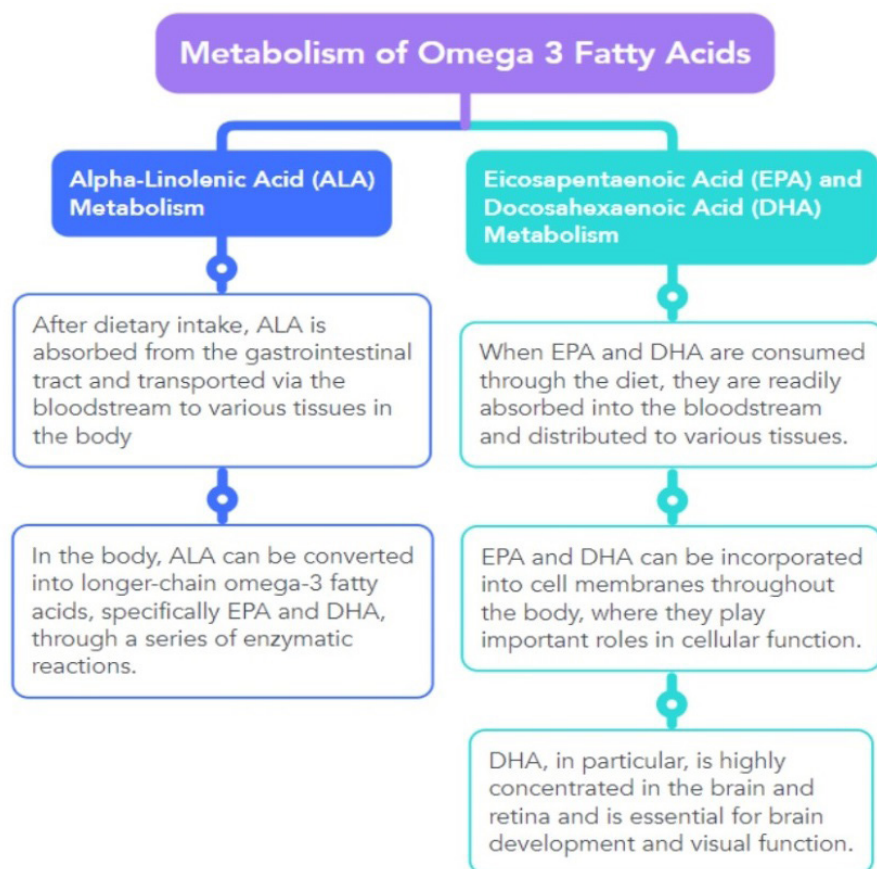 Metabolism of Omega 3 Fatty Acids
Alpha-Linolenic Acid (ALA)
Metabolism
After dietary intake, ALA is
absorbed from the gastrointestinal
tract and transported via the
bloodstream to various tissues in
the body
In the body, ALA can be converted
into longer-chain omega-3 fatty
acids, specifically EPA and DHA,
through a series of enzymatic
reactions.
Eicosapentaenoic Acid (EPA) and
Docosahexaenoic Acid (DHA)
Metabolism
When EPA and DHA are consumed
through the diet, they are readily
absorbed into the bloodstream
and distributed to various tissues.
EPA and DHA can be incorporated
into cell membranes throughout
the body, where they play
important roles in cellular function.
DHA, in particular, is highly
concentrated in the brain and
retina and is essential for brain
development and visual function.